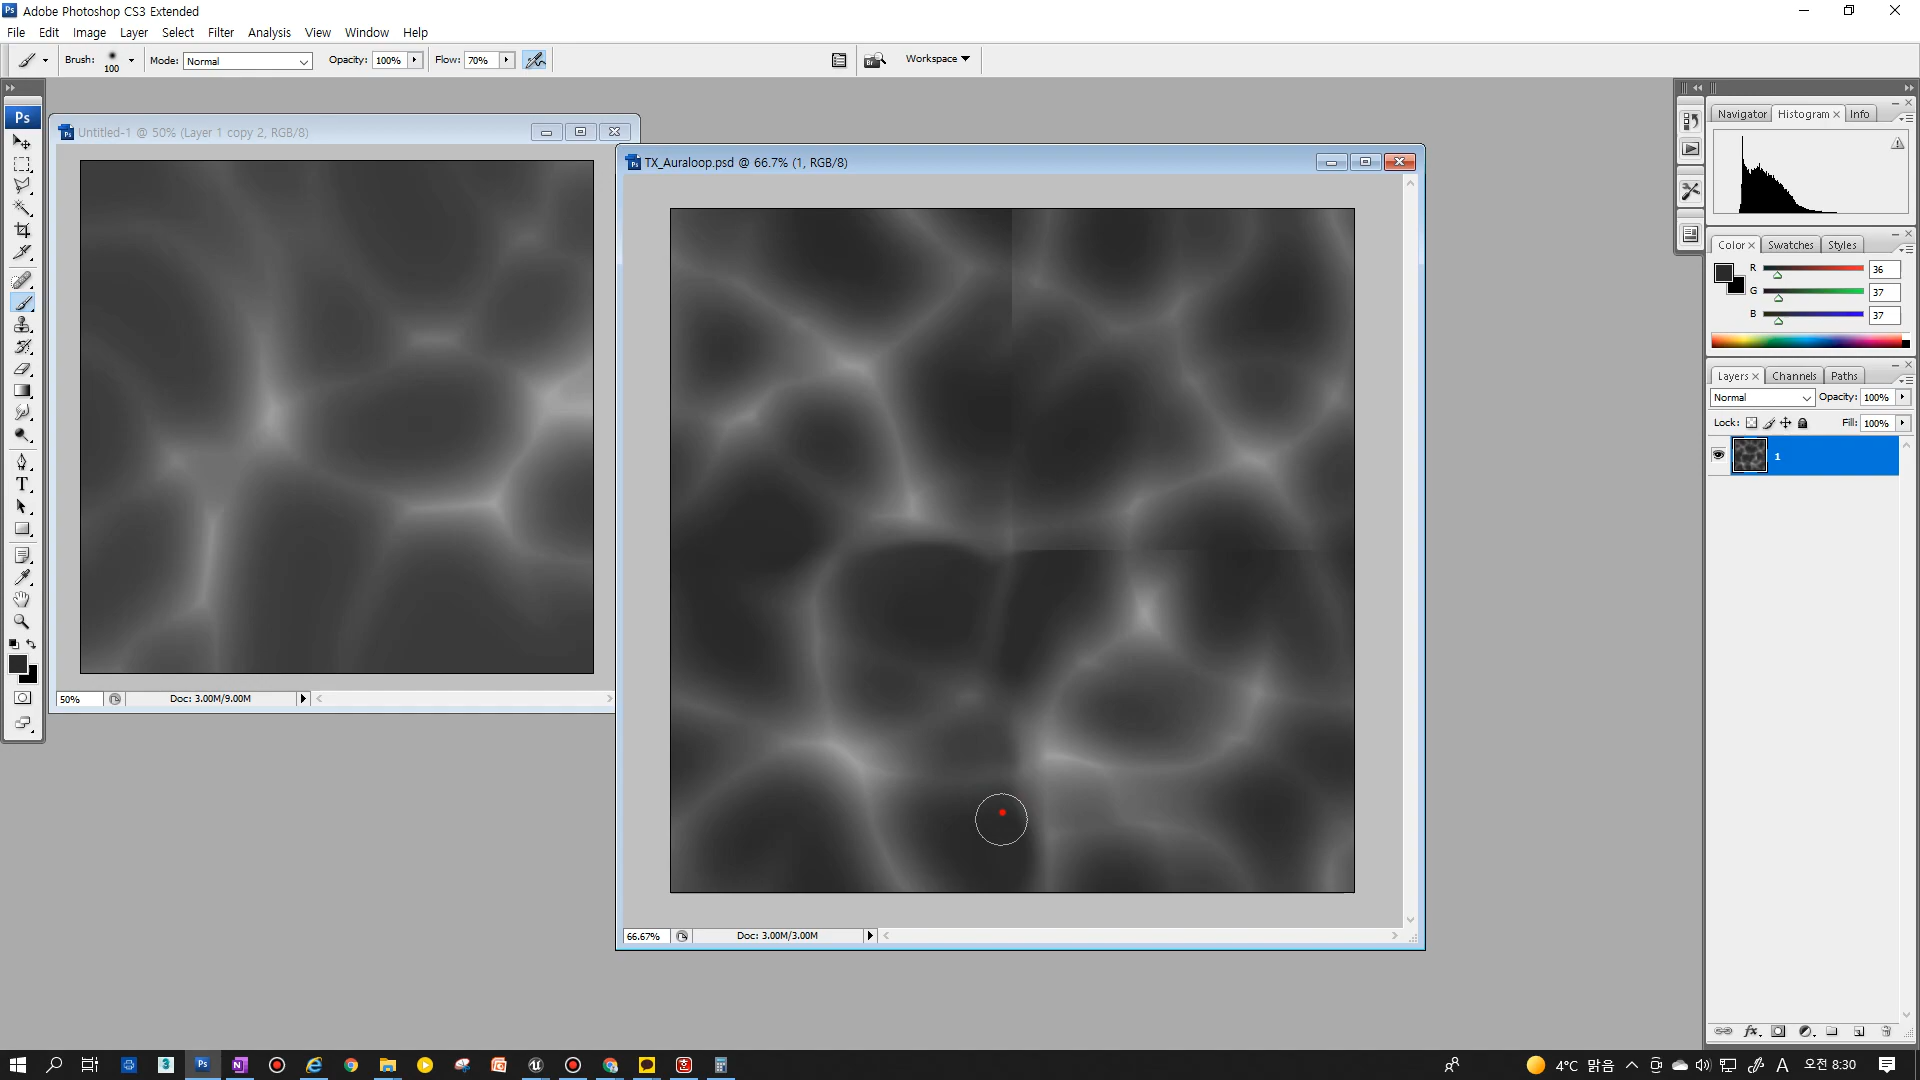 Ps Adobe Photoshop CS3 Extended
File Edit Image Layer Select Filter Analysis View Window Help
Brush: 100 Mode: Normal Opacity: 100% Flow: 70% Workspace
Ps
Untitled-1 @ 50% (Layer 1 copy 2, RGB/8)
50% Doc: 3.00M/9.00M
TX_Auraloop.psd @ 66.7% (1, RGB/8)
66.67% Doc: 3.00M/3.00M
Navigator Histogram Info
Color Swatches Styles
R 36
G 37
B 37
Layers Channels Paths
Normal Opacity: 100%
Lock: Fill: 100%
1
4°C 맑음 A 오전 8:30